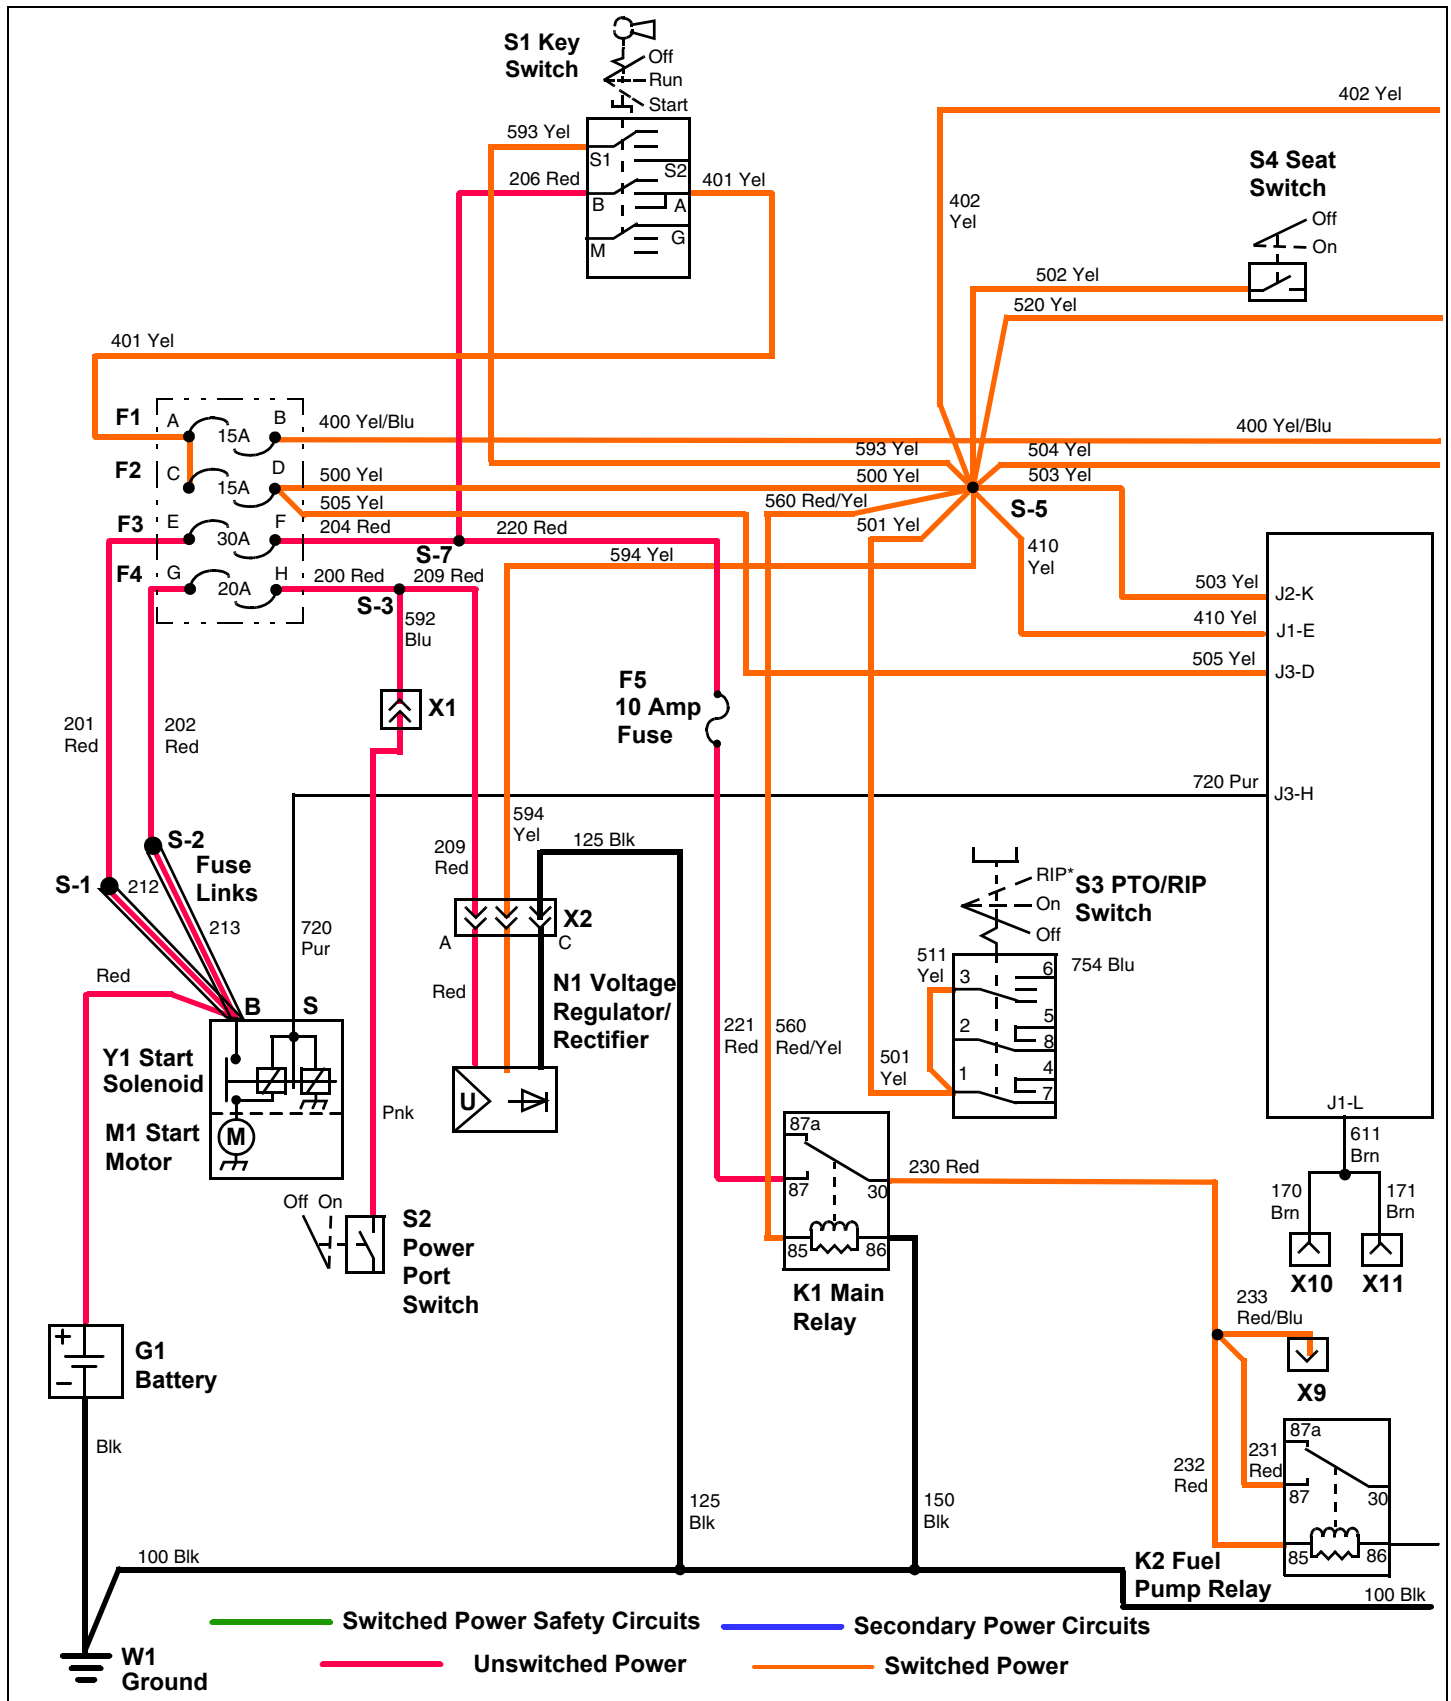 S1 Key
Switch
Off
Run
Start
402 Yel
593 Yel
S1
S2
206 Red
B
A
401 Yel
M
G
402
Yel
S4 Seat
Switch
Off
On
502 Yel
520 Yel
401 Yel
F1
A
15A
B
400 Yel/Blu
400 Yel/Blu
593 Yel
504 Yel
F2
C
15A
D
500 Yel
500 Yel
503 Yel
505 Yel
560 Red/Yel
S-5
F3
E
30A
F
204 Red
220 Red
501 Yel
S-7
594 Yel
410
Yel
F4
G
20A
H
200 Red
209 Red
S-3
592
Blu
503 Yel
J2-K
410 Yel
J1-E
505 Yel
J3-D
X1
F5
10 Amp
Fuse
201
Red
202
Red
720 Pur
J3-H
594
Yel
125 Blk
S-2
Fuse
Links
209
Red
S-1
212
213
720
Pur
X2
A
C
RIP*
On
Off
S3 PTO/RIP
Switch
Red
B
S
Red
N1 Voltage
Regulator/
Rectifier
511
Yel
754 Blu
3
6
2
5
8
1
4
7
221
Red
560
Red/Yel
501
Yel
Y1 Start
Solenoid
M1 Start
Motor
M
U
Pnk
J1-L
611
Brn
87a
87
30
85
86
230 Red
170
Brn
171
Brn
X10
X11
Off On
S2
Power
Port
Switch
K1 Main
Relay
233
Red/Blu
X9
+
−
G1
Battery
Blk
87a
231
Red
232
Red
87
30
85
86
125
Blk
150
Blk
100 Blk
K2 Fuel
Pump Relay
100 Blk
Switched Power Safety Circuits
Secondary Power Circuits
W1
Ground
Unswitched Power
Switched Power